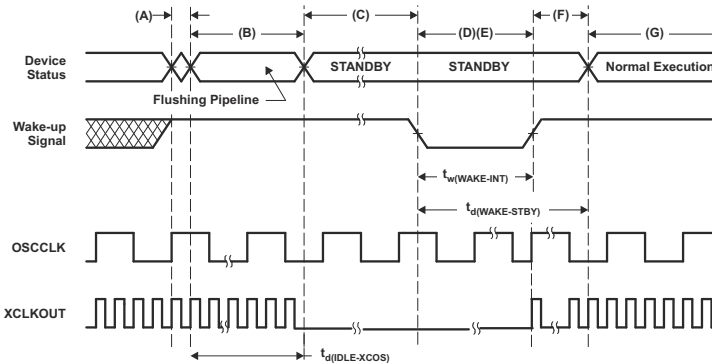 (A)
(B)
(C)
(D)(E)
(F)
(G)
Device
Status
STANDBY
STANDBY
Normal Execution
Flushing Pipeline
Wake-up
Signal
tw(WAKE-INT)
td(WAKE-STBY)
OSCCLK
XCLKOUT
td(IDLE-XCOS)